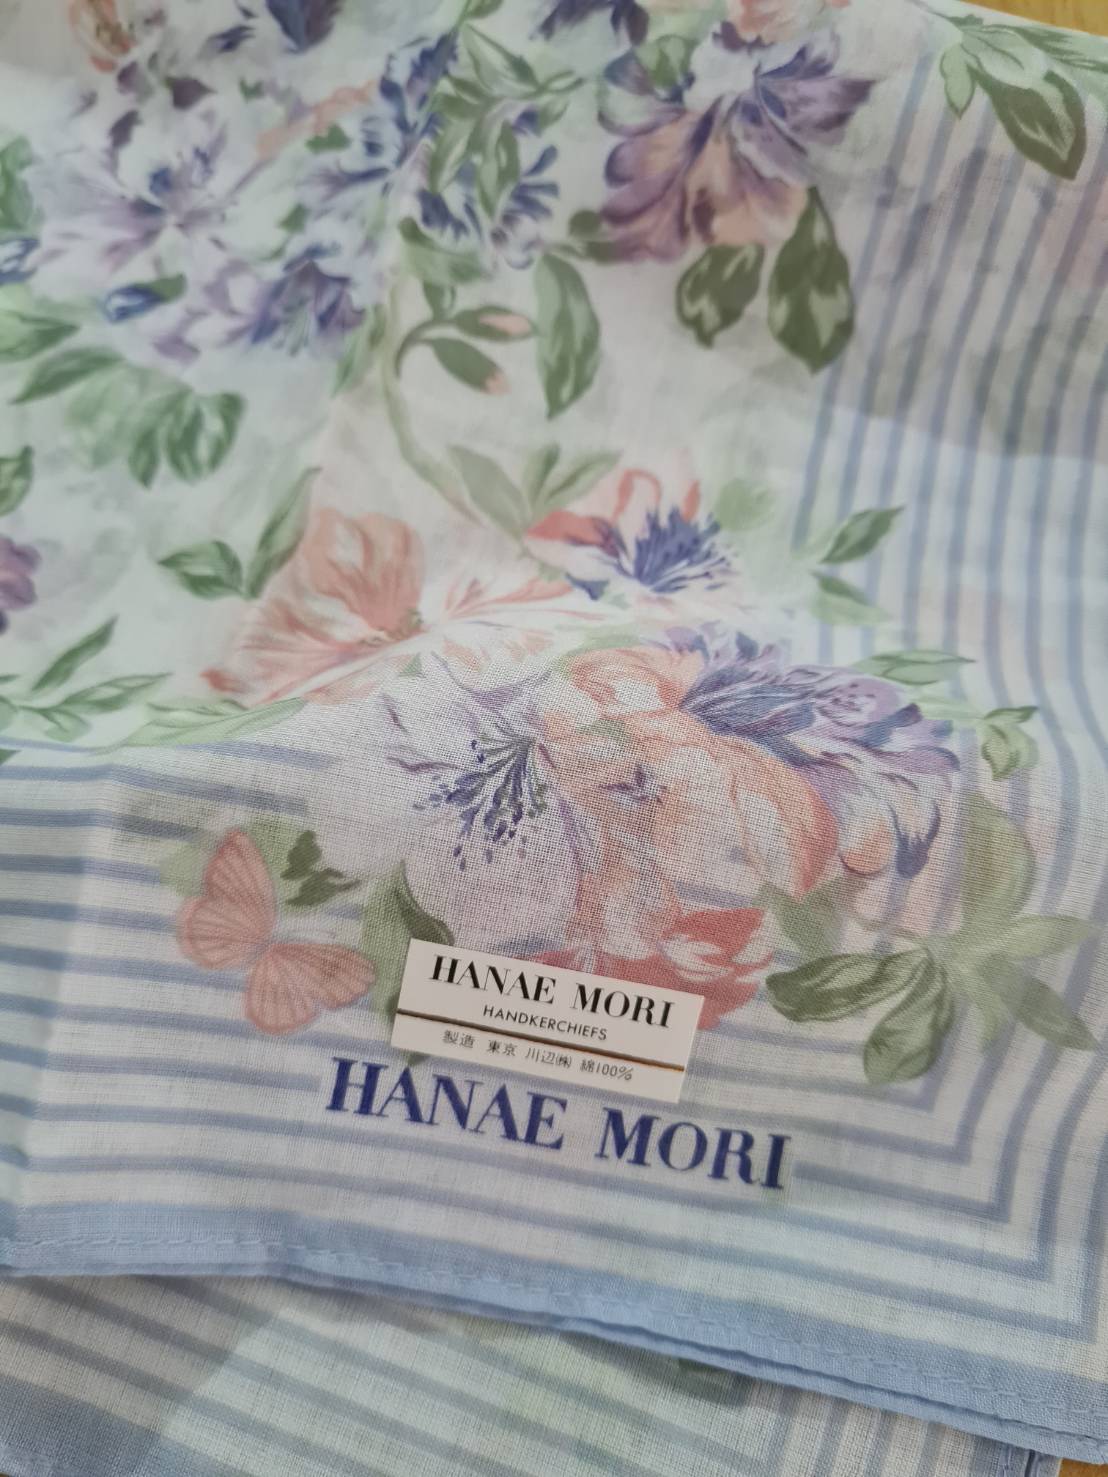 HANAE MORI
HANDKERCHIEFS
製造 東京 川辺㈱ 綿100%
HANAE MORI